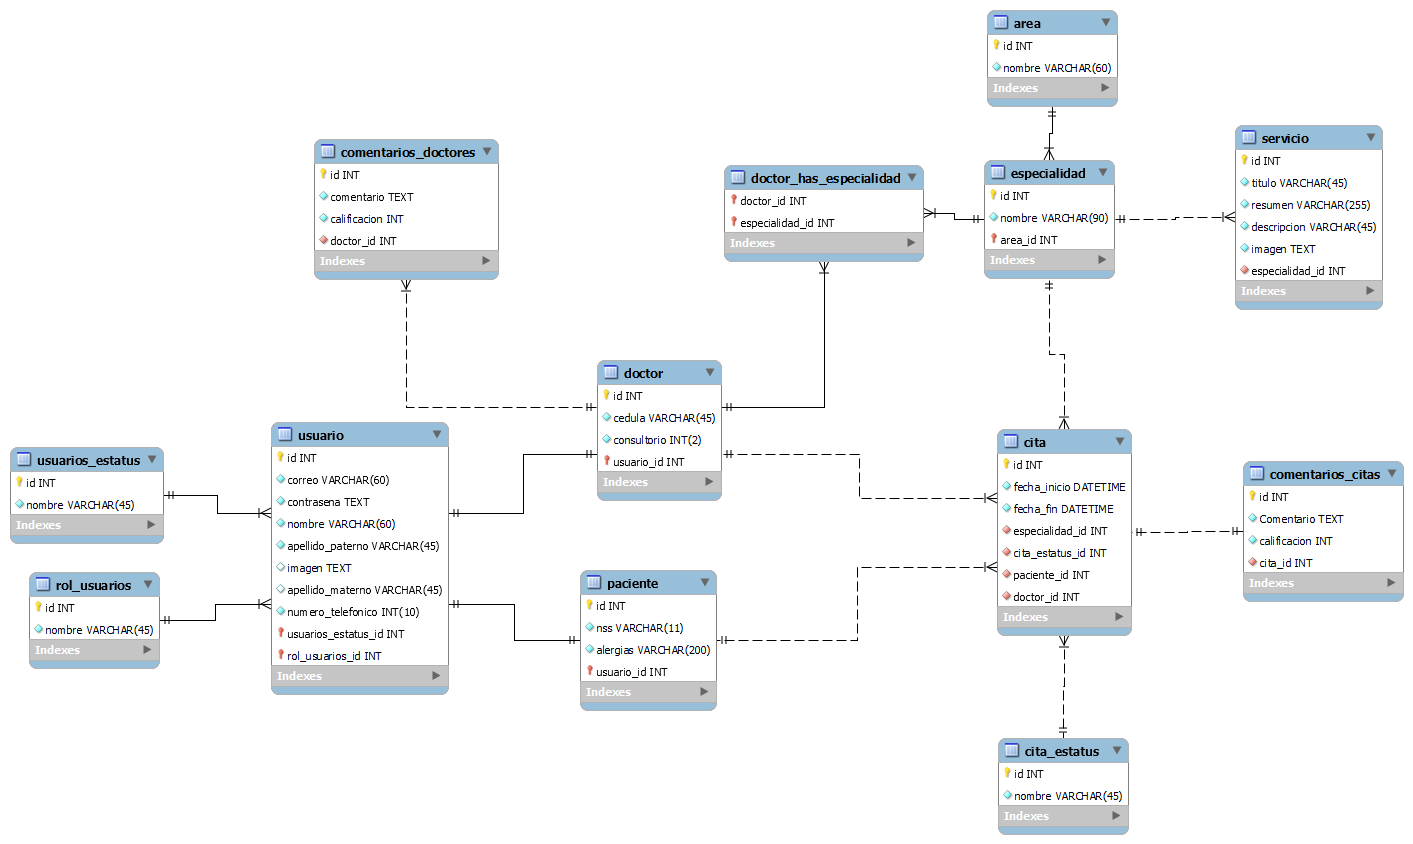 area
id INT
nombre VARCHAR(60)
Indexes
comentarios_doctores
id INT
comentario TEXT
calificacion INT
doctor_id INT
Indexes
doctor_has_especialidad
doctor_id INT
especialidad_id INT
Indexes
especialidad
id INT
nombre VARCHAR(90)
area_id INT
Indexes
servicio
id INT
titulo VARCHAR(45)
resumen VARCHAR(255)
descripcion VARCHAR(45)
imagen TEXT
especialidad_id INT
Indexes
doctor
id INT
cedula VARCHAR(45)
consultorio INT(2)
usuario_id INT
Indexes
usuarios_estatus
id INT
nombre VARCHAR(45)
Indexes
rol_usuarios
id INT
nombre VARCHAR(45)
Indexes
usuario
id INT
correo VARCHAR(60)
contrasena TEXT
nombre VARCHAR(60)
apellido_paterno VARCHAR(45)
imagen TEXT
apellido_materno VARCHAR(45)
numero_telefonico INT(10)
usuarios_estatus_id INT
rol_usuarios_id INT
Indexes
paciente
id INT
nss VARCHAR(11)
alergias VARCHAR(200)
usuario_id INT
Indexes
cita
id INT
fecha_inicio DATETIME
fecha_fin DATETIME
especialidad_id INT
cita_estatus_id INT
paciente_id INT
doctor_id INT
Indexes
comentarios_citas
id INT
Comentario TEXT
calificacion INT
cita_id INT
Indexes
cita_estatus
id INT
nombre VARCHAR(45)
Indexes